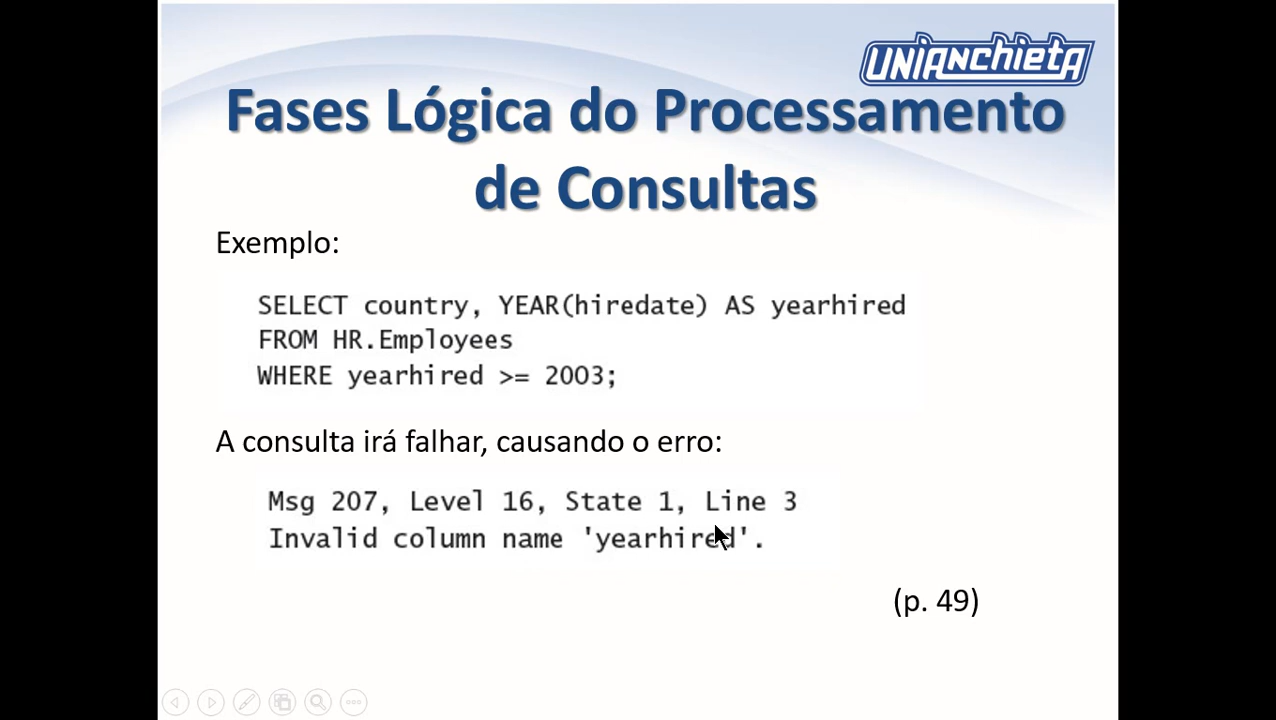 UNIANCHIETA
Fases Lógica do Processamento
de Consultas
Exemplo:
SELECT country, YEAR(hiredate) AS yearhired
FROM HR.Employees
WHERE yearhired >= 2003;
A consulta irá falhar, causando o erro:
Msg 207, Level 16, State 1, Line 3
Invalid column name 'yearhired'.
(p. 49)